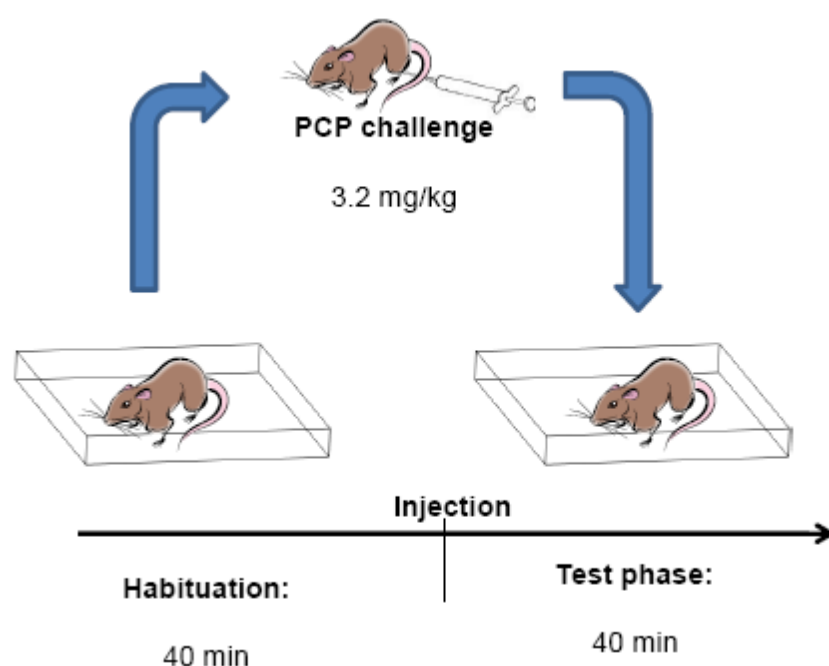 PCP challenge
3.2 mg/kg
Injection
Habituation:
40 min
Test phase:
40 min